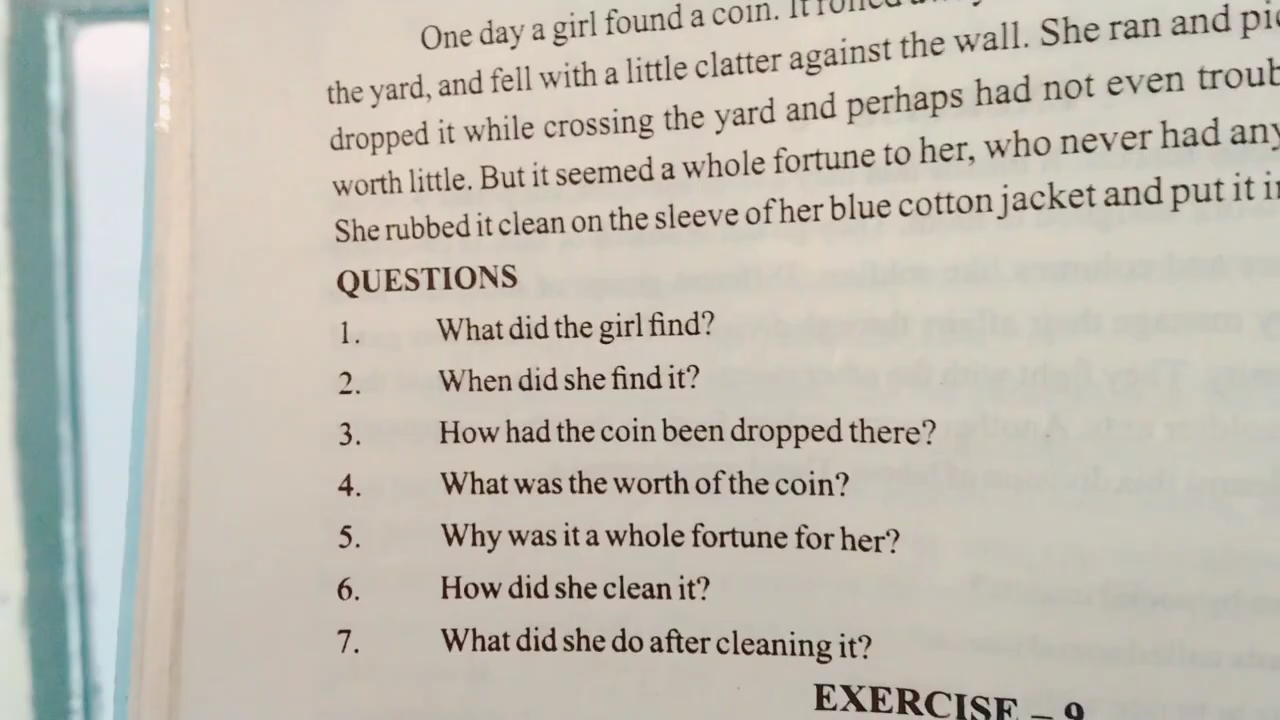 One day a girl found a coin. It rolled
the yard, and fell with a little clatter against the wall. She ran and
dropped it while crossing the yard and perhaps had not even
worth little. But it seemed a whole fortune to her, who never had any
She rubbed it clean on the sleeve of her blue cotton jacket and put it
QUESTIONS
1. What did the girl find?
2. When did she find it?
3. How had the coin been dropped there?
4. What was the worth of the coin?
5. Why was it a whole fortune for her?
6. How did she clean it?
7. What did she do after cleaning it?
EXERCISE – 9